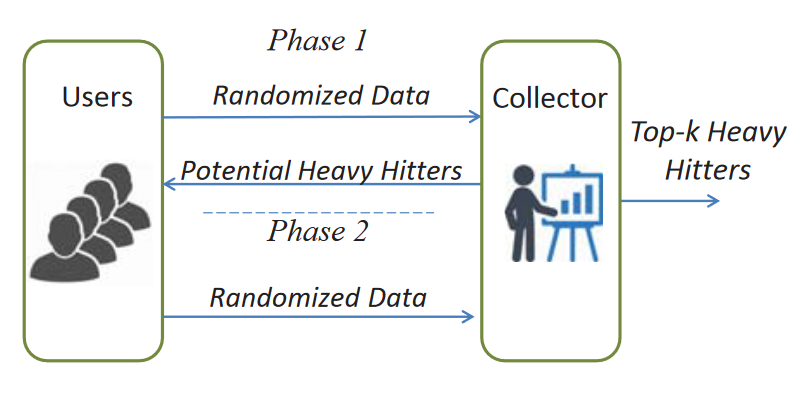 Phase 1
Users
Randomized Data
Collector
Top-k Heavy
Hitters
Potential Heavy Hitters
Phase 2
Randomized Data